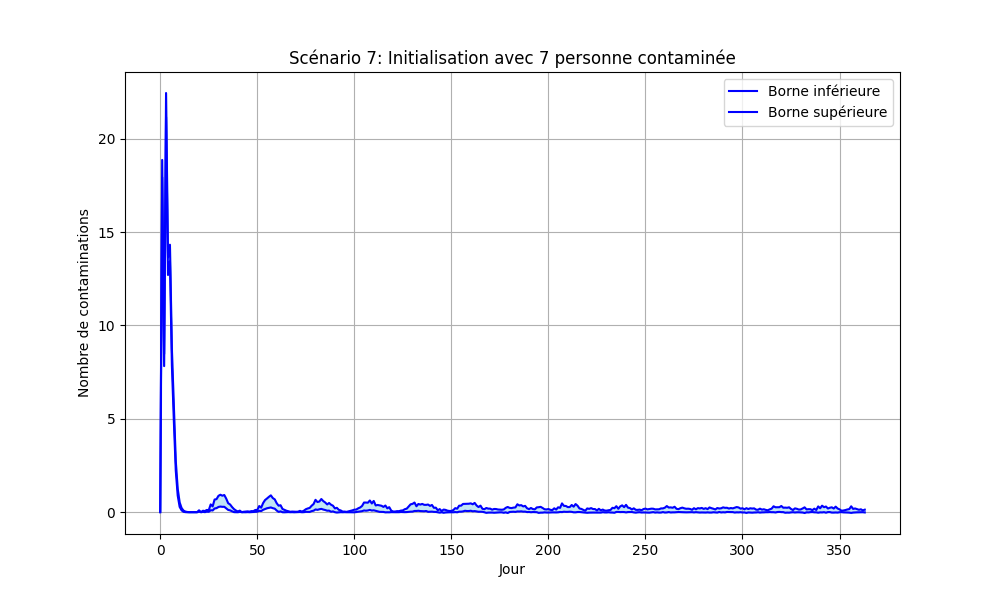 Scénario 7: Initialisation avec 7 personne contaminée
Borne inférieure
Borne supérieure
Nombre de contaminations
20
15
10
5
0
0 50 100 150 200 250 300 350
Jour